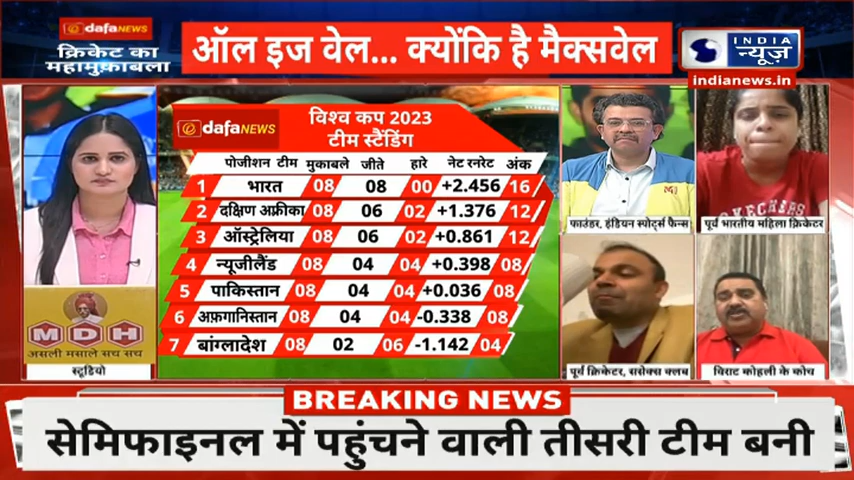 dafaNEWS
क्रिकेट का
महामुक़ाबला
ऑल इज वेल... क्योंकि है मैक्सवेल
INDIA
न्यूज़
indianews.in
dafaNEWS
विश्व कप 2023
टीम स्टैंडिंग
पोजीशन टीम मुकाबले जीते हारे नेट रनरेट अंक
1 भारत 08 08 00 +2.456 16
2 दक्षिण अफ्रीका 08 06 02 +1.376 12
3 ऑस्ट्रेलिया 08 06 02 +0.861 12
4 न्यूजीलैंड 08 04 04 +0.398 08
5 पाकिस्तान 08 04 04 +0.036 08
6 अफ़गानिस्तान 08 04 04 -0.338 08
7 बांग्लादेश 08 02 06 -1.142 04
MDH
असली मसाले सच सच
स्टूडियो
फाउंडर, इंडियन स्पोर्ट्स फैन्स
पूर्व भारतीय महिला क्रिकेटर
SKECHERS
पूर्व क्रिकेटर, ससेक्स क्लब
विराट कोहली के कोच
BREAKING NEWS
सेमिफाइनल में पहुंचने वाली तीसरी टीम बनी